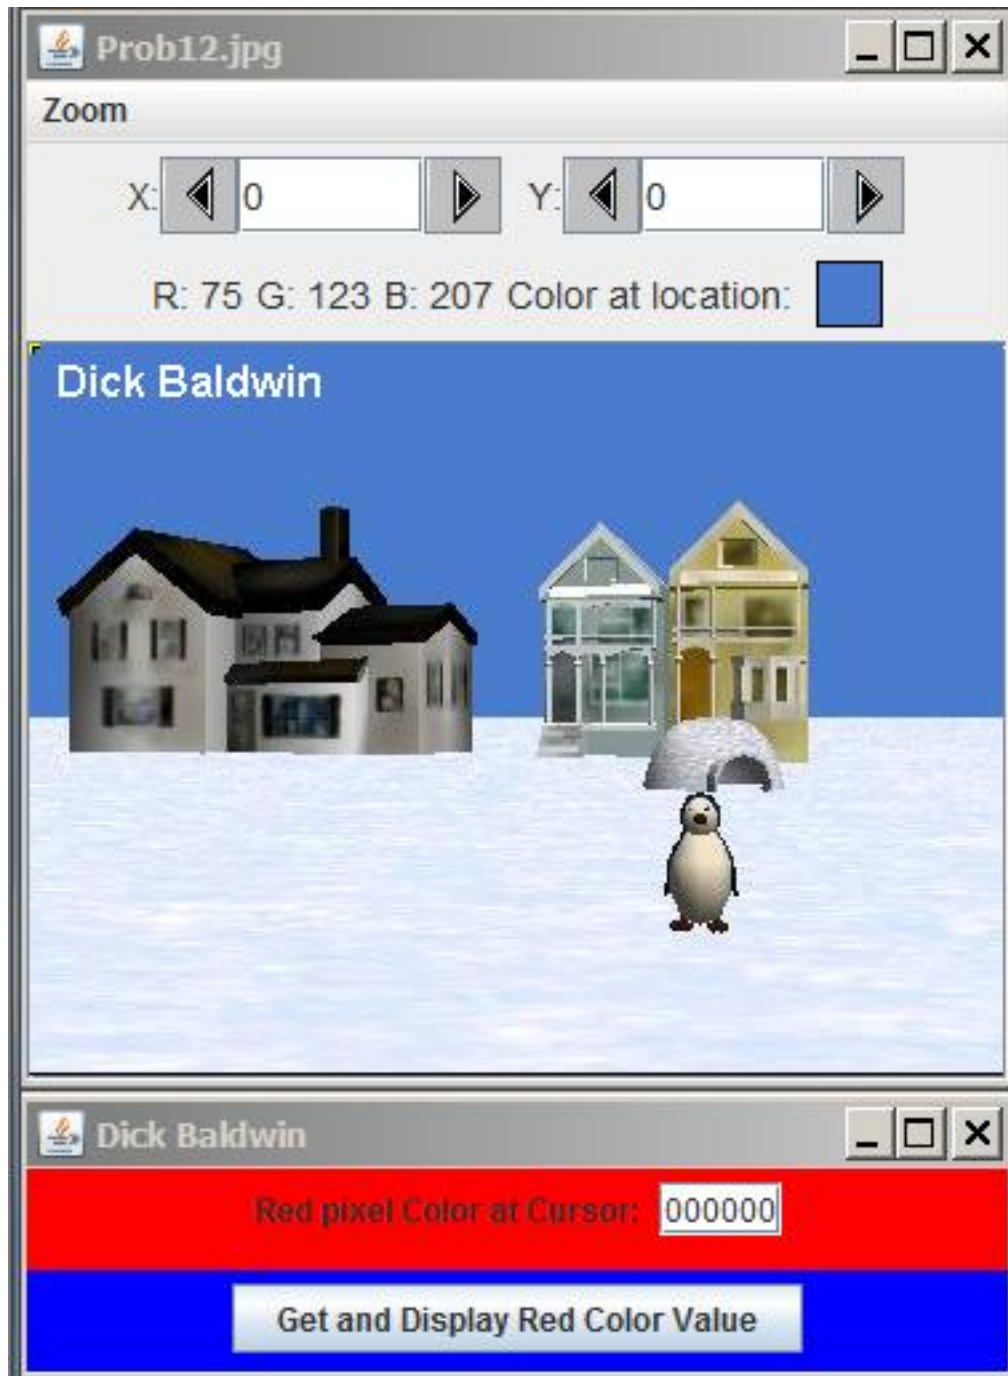 Prob12.jpg
Zoom
X: 0 Y: 0
R: 75 G: 123 B: 207 Color at location:
Dick Baldwin
Dick Baldwin
Red pixel Color at Cursor: 000000
Get and Display Red Color Value